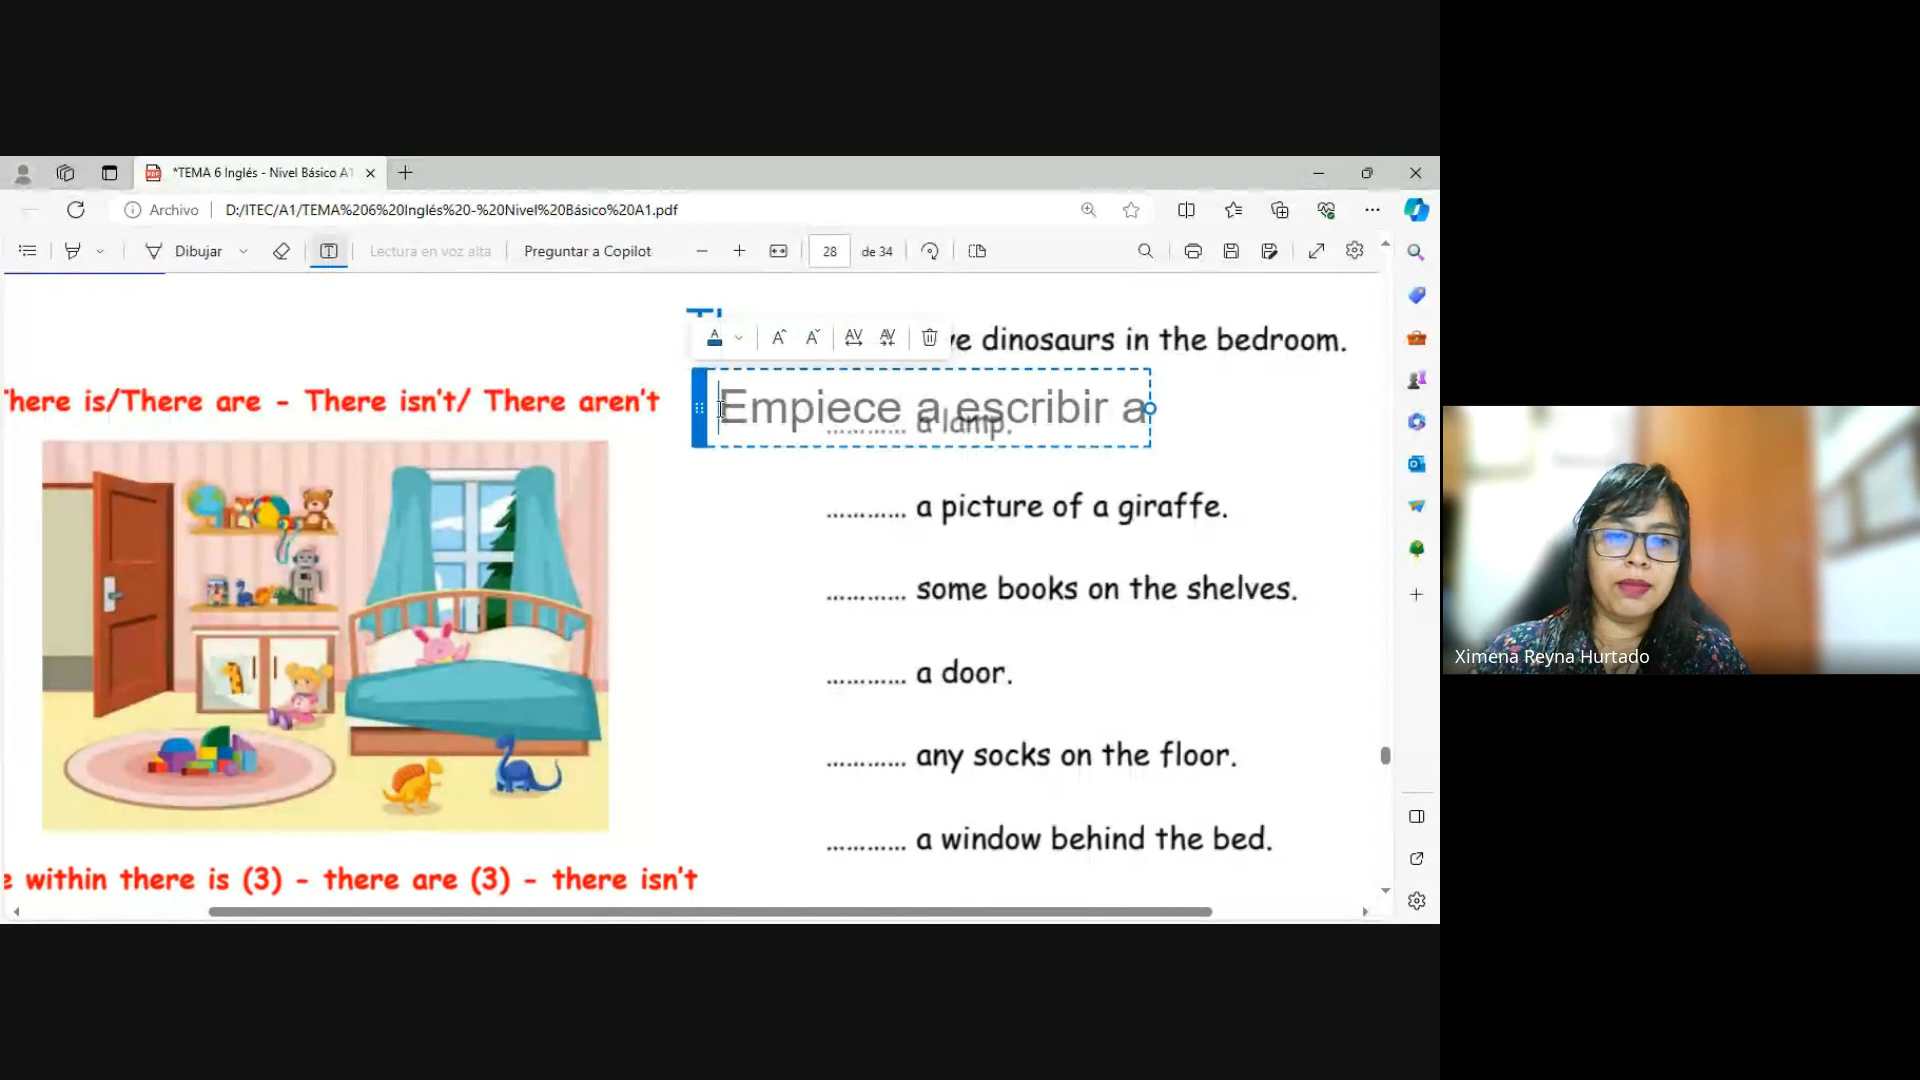 *TEMA 6 Inglés - Nivel Básico A1
Archivo
D:/ITEC/A1/TEMA%206%20Inglés%20-%20Nivel%20Básico%20A1.pdf
Dibujar
Lectura en voz alta
Preguntar a Copilot
28
de 34
ve dinosaurs in the bedroom.
There is/There are - There isn't/ There aren't
Empiece a escribir a
............ a lamp.
............ a picture of a giraffe.
............ some books on the shelves.
............ a door.
............ any socks on the floor.
............ a window behind the bed.
e within there is (3) - there are (3) - there isn't
Ximena Reyna Hurtado